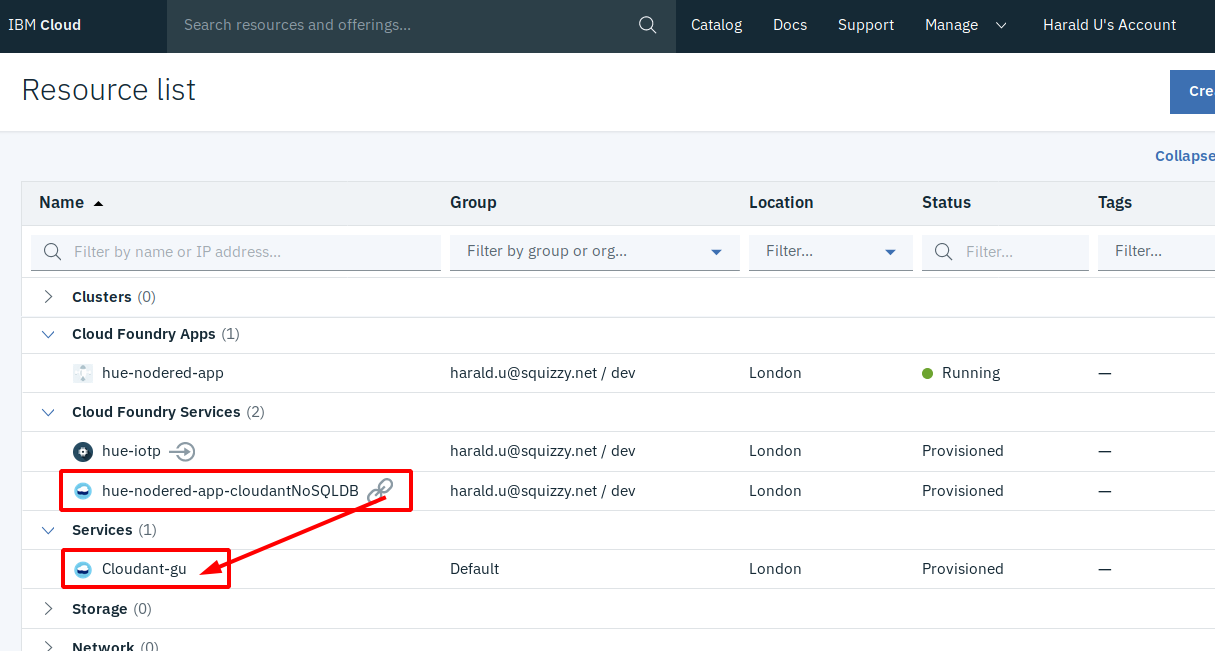 IBM Cloud Search resources and offerings... Catalog Docs Support Manage Harald U's Account
Resource list
Cre
Collapse
Name Group Location Status Tags
Filter by name or IP address... Filter by group or org... Filter... Filter... Filter...
Clusters (0)
Cloud Foundry Apps (1)
hue-nodered-app harald.u@squizzy.net / dev London Running —
Cloud Foundry Services (2)
hue-iotp harald.u@squizzy.net / dev London Provisioned —
hue-nodered-app-cloudantNoSQLDB harald.u@squizzy.net / dev London Provisioned —
Services (1)
Cloudant-gu Default London Provisioned —
Storage (0)
Network (0)